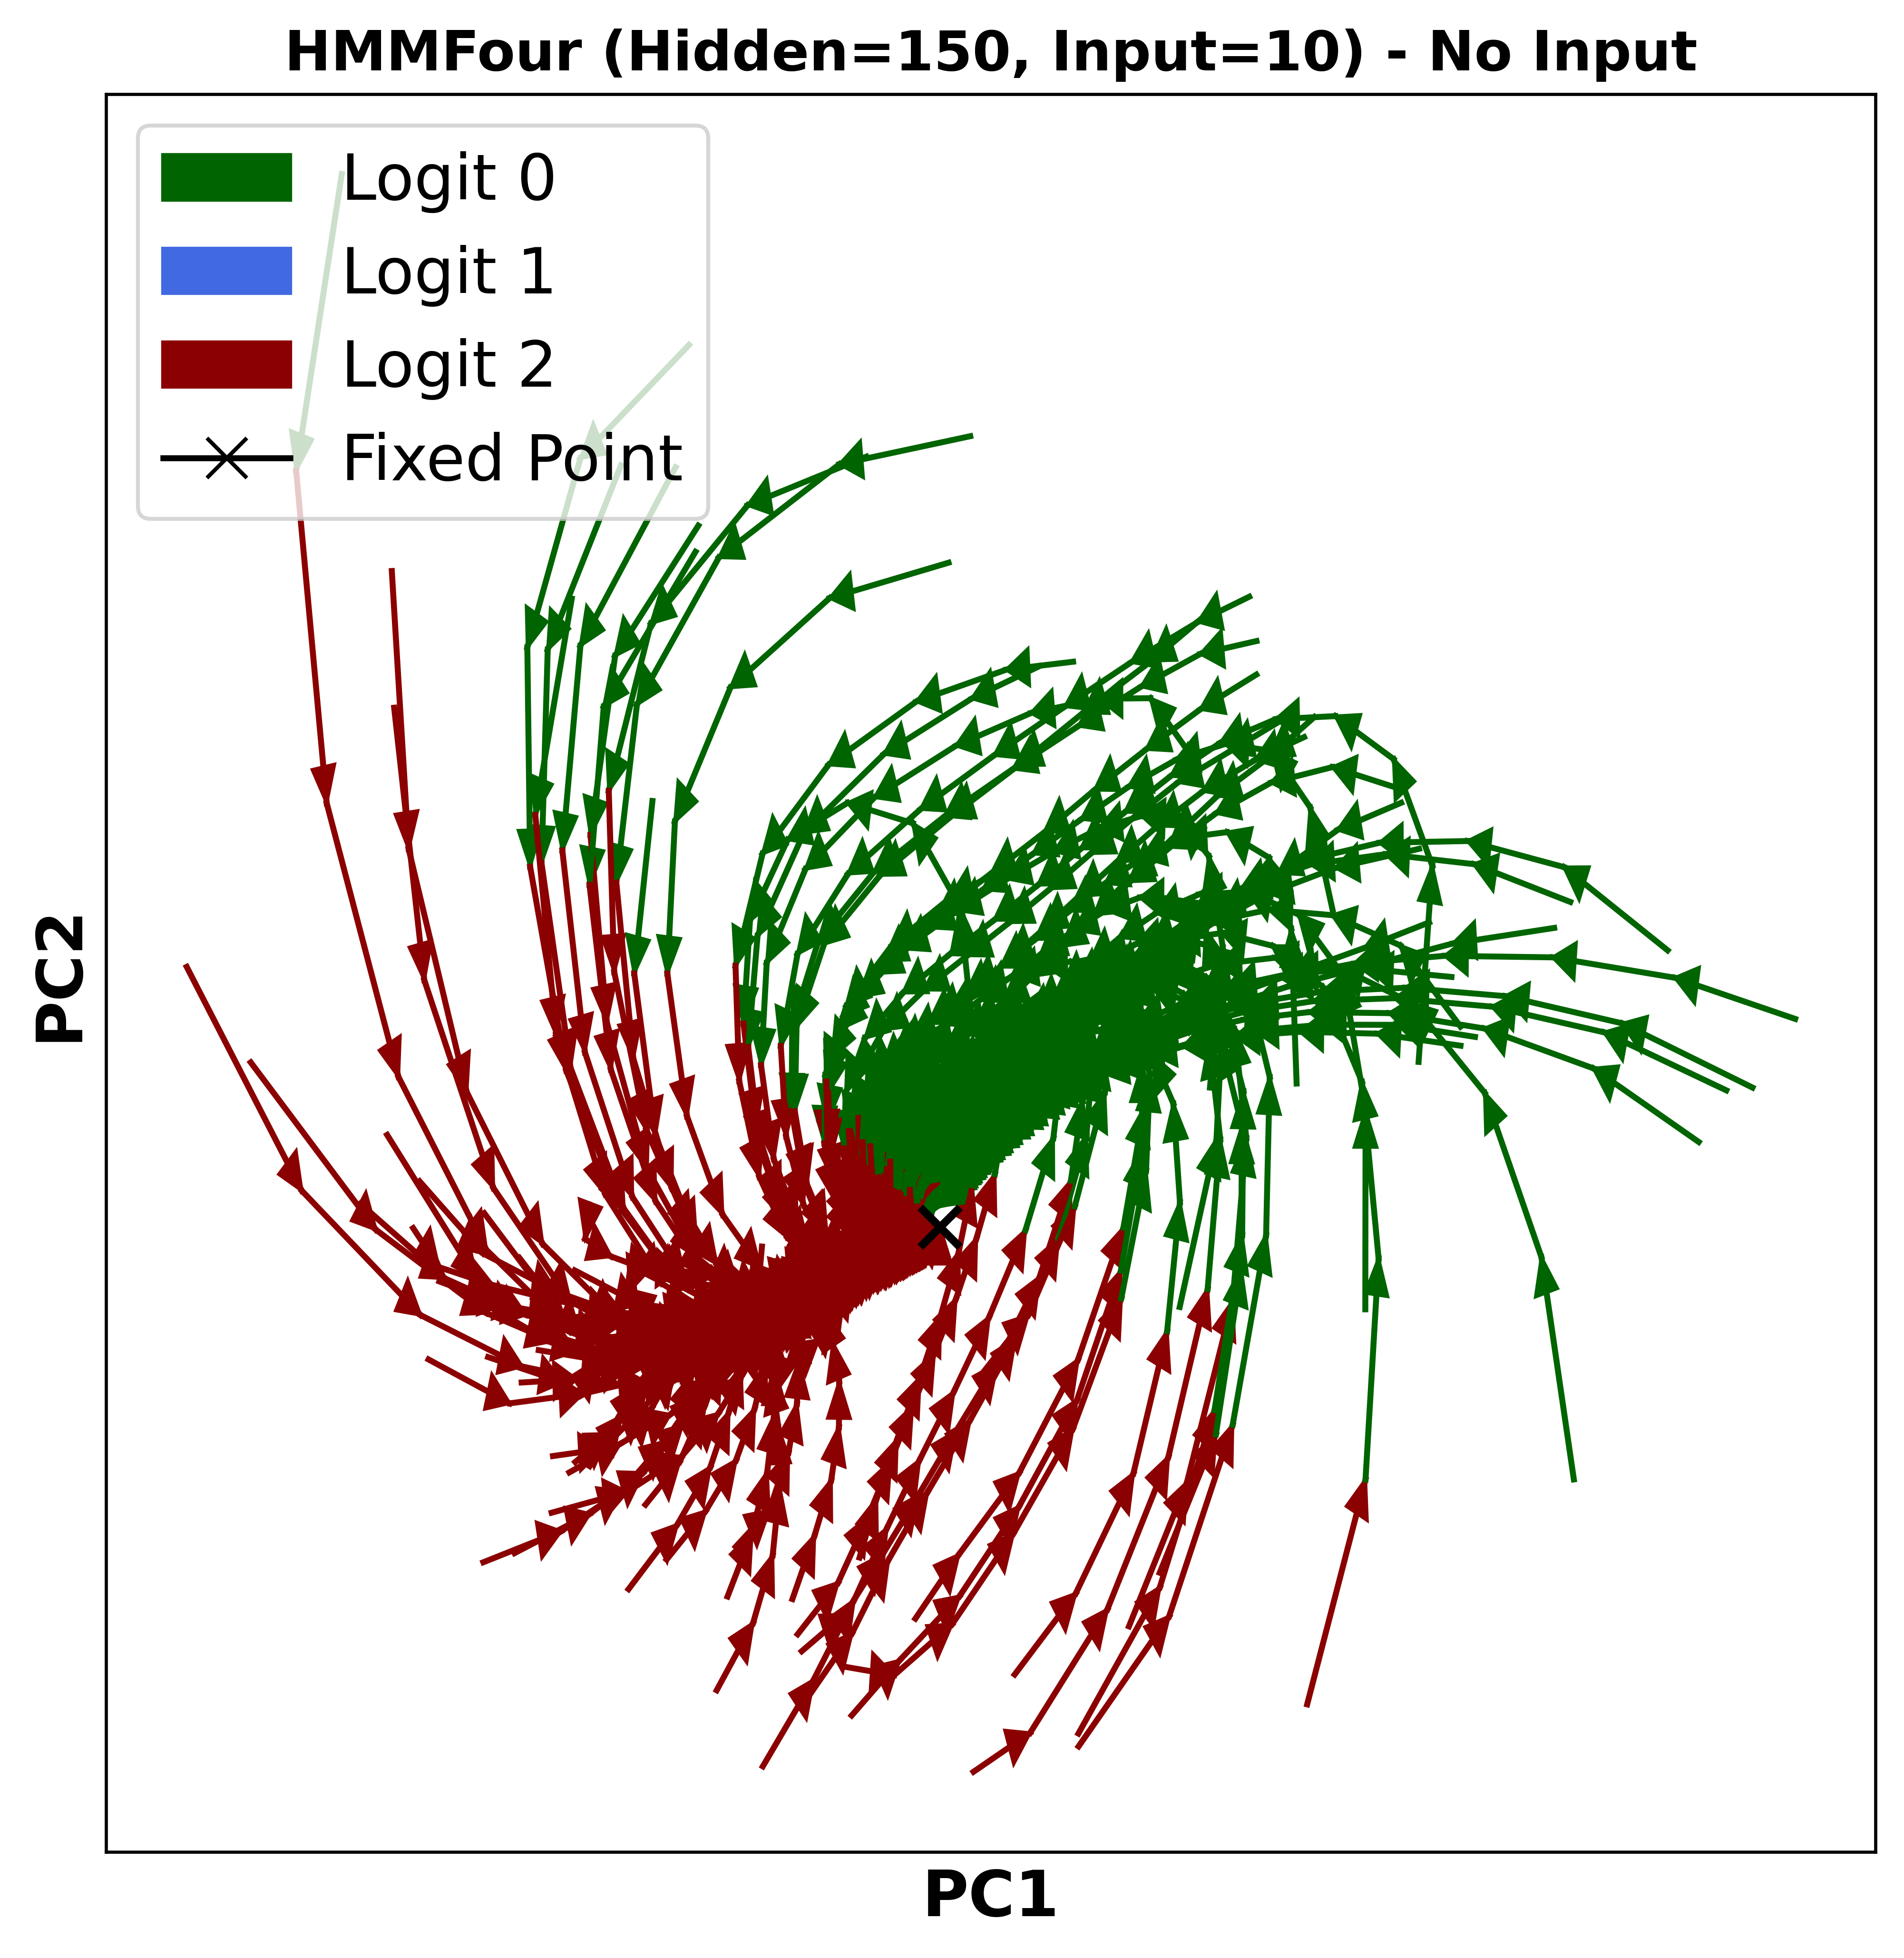 HMMFour (Hidden=150, Input=10) - No Input
Logit 0
Logit 1
Logit 2
Fixed Point
PC2
PC1